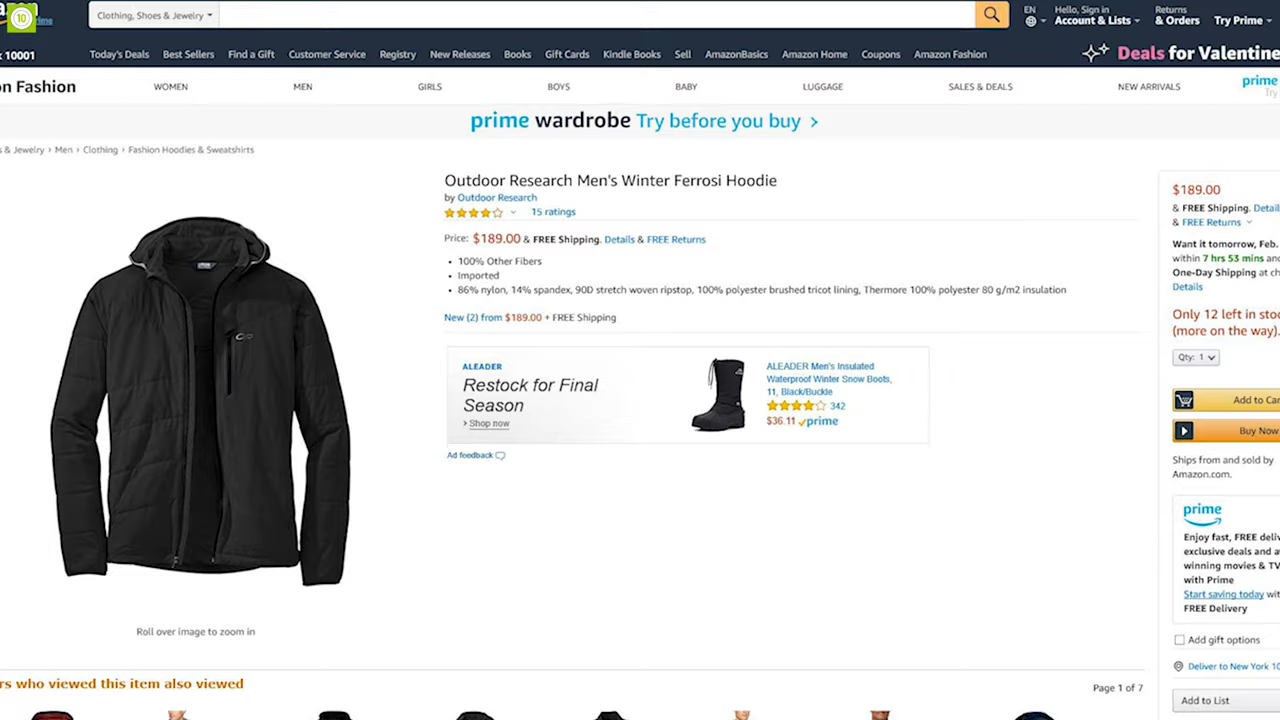 10
Clothing, Shoes & Jewelry
EN
Hello, Sign in
Account & Lists
Returns
& Orders
Try Prime
10001
Today's Deals
Best Sellers
Find a Gift
Customer Service
Registry
New Releases
Books
Gift Cards
Kindle Books
Sell
AmazonBasics
Amazon Home
Coupons
Amazon Fashion
Deals for Valentine
on Fashion
WOMEN
MEN
GIRLS
BOYS
BABY
LUGGAGE
SALES & DEALS
NEW ARRIVALS
prime
Try
prime wardrobe Try before you buy ›
s & Jewelry › Men › Clothing › Fashion Hoodies & Sweatshirts
Outdoor Research Men's Winter Ferrosi Hoodie
by Outdoor Research
15 ratings
Price: $189.00 & FREE Shipping. Details & FREE Returns
• 100% Other Fibers
• Imported
• 86% nylon, 14% spandex, 90D stretch woven ripstop, 100% polyester brushed tricot lining, Thermore 100% polyester 80 g/m2 insulation
New (2) from $189.00 + FREE Shipping
ALEADER
Restock for Final
Season
› Shop now
ALEADER Men's Insulated
Waterproof Winter Snow Boots,
11, Black/Buckle
342
$36.11 prime
Ad feedback
Roll over image to zoom in
$189.00
& FREE Shipping. Detail
& FREE Returns
Want it tomorrow, Feb.
within 7 hrs 53 mins and
One-Day Shipping at ch
Details
Only 12 left in stoc
(more on the way).
Qty: 1
Add to Car
Buy Now
Ships from and sold by
Amazon.com.
prime
Enjoy fast, FREE deliv
exclusive deals and a
winning movies & TV
with Prime
Start saving today wit
FREE Delivery
Add gift options
Deliver to New York 10
Add to List
rs who viewed this item also viewed
Page 1 of 7